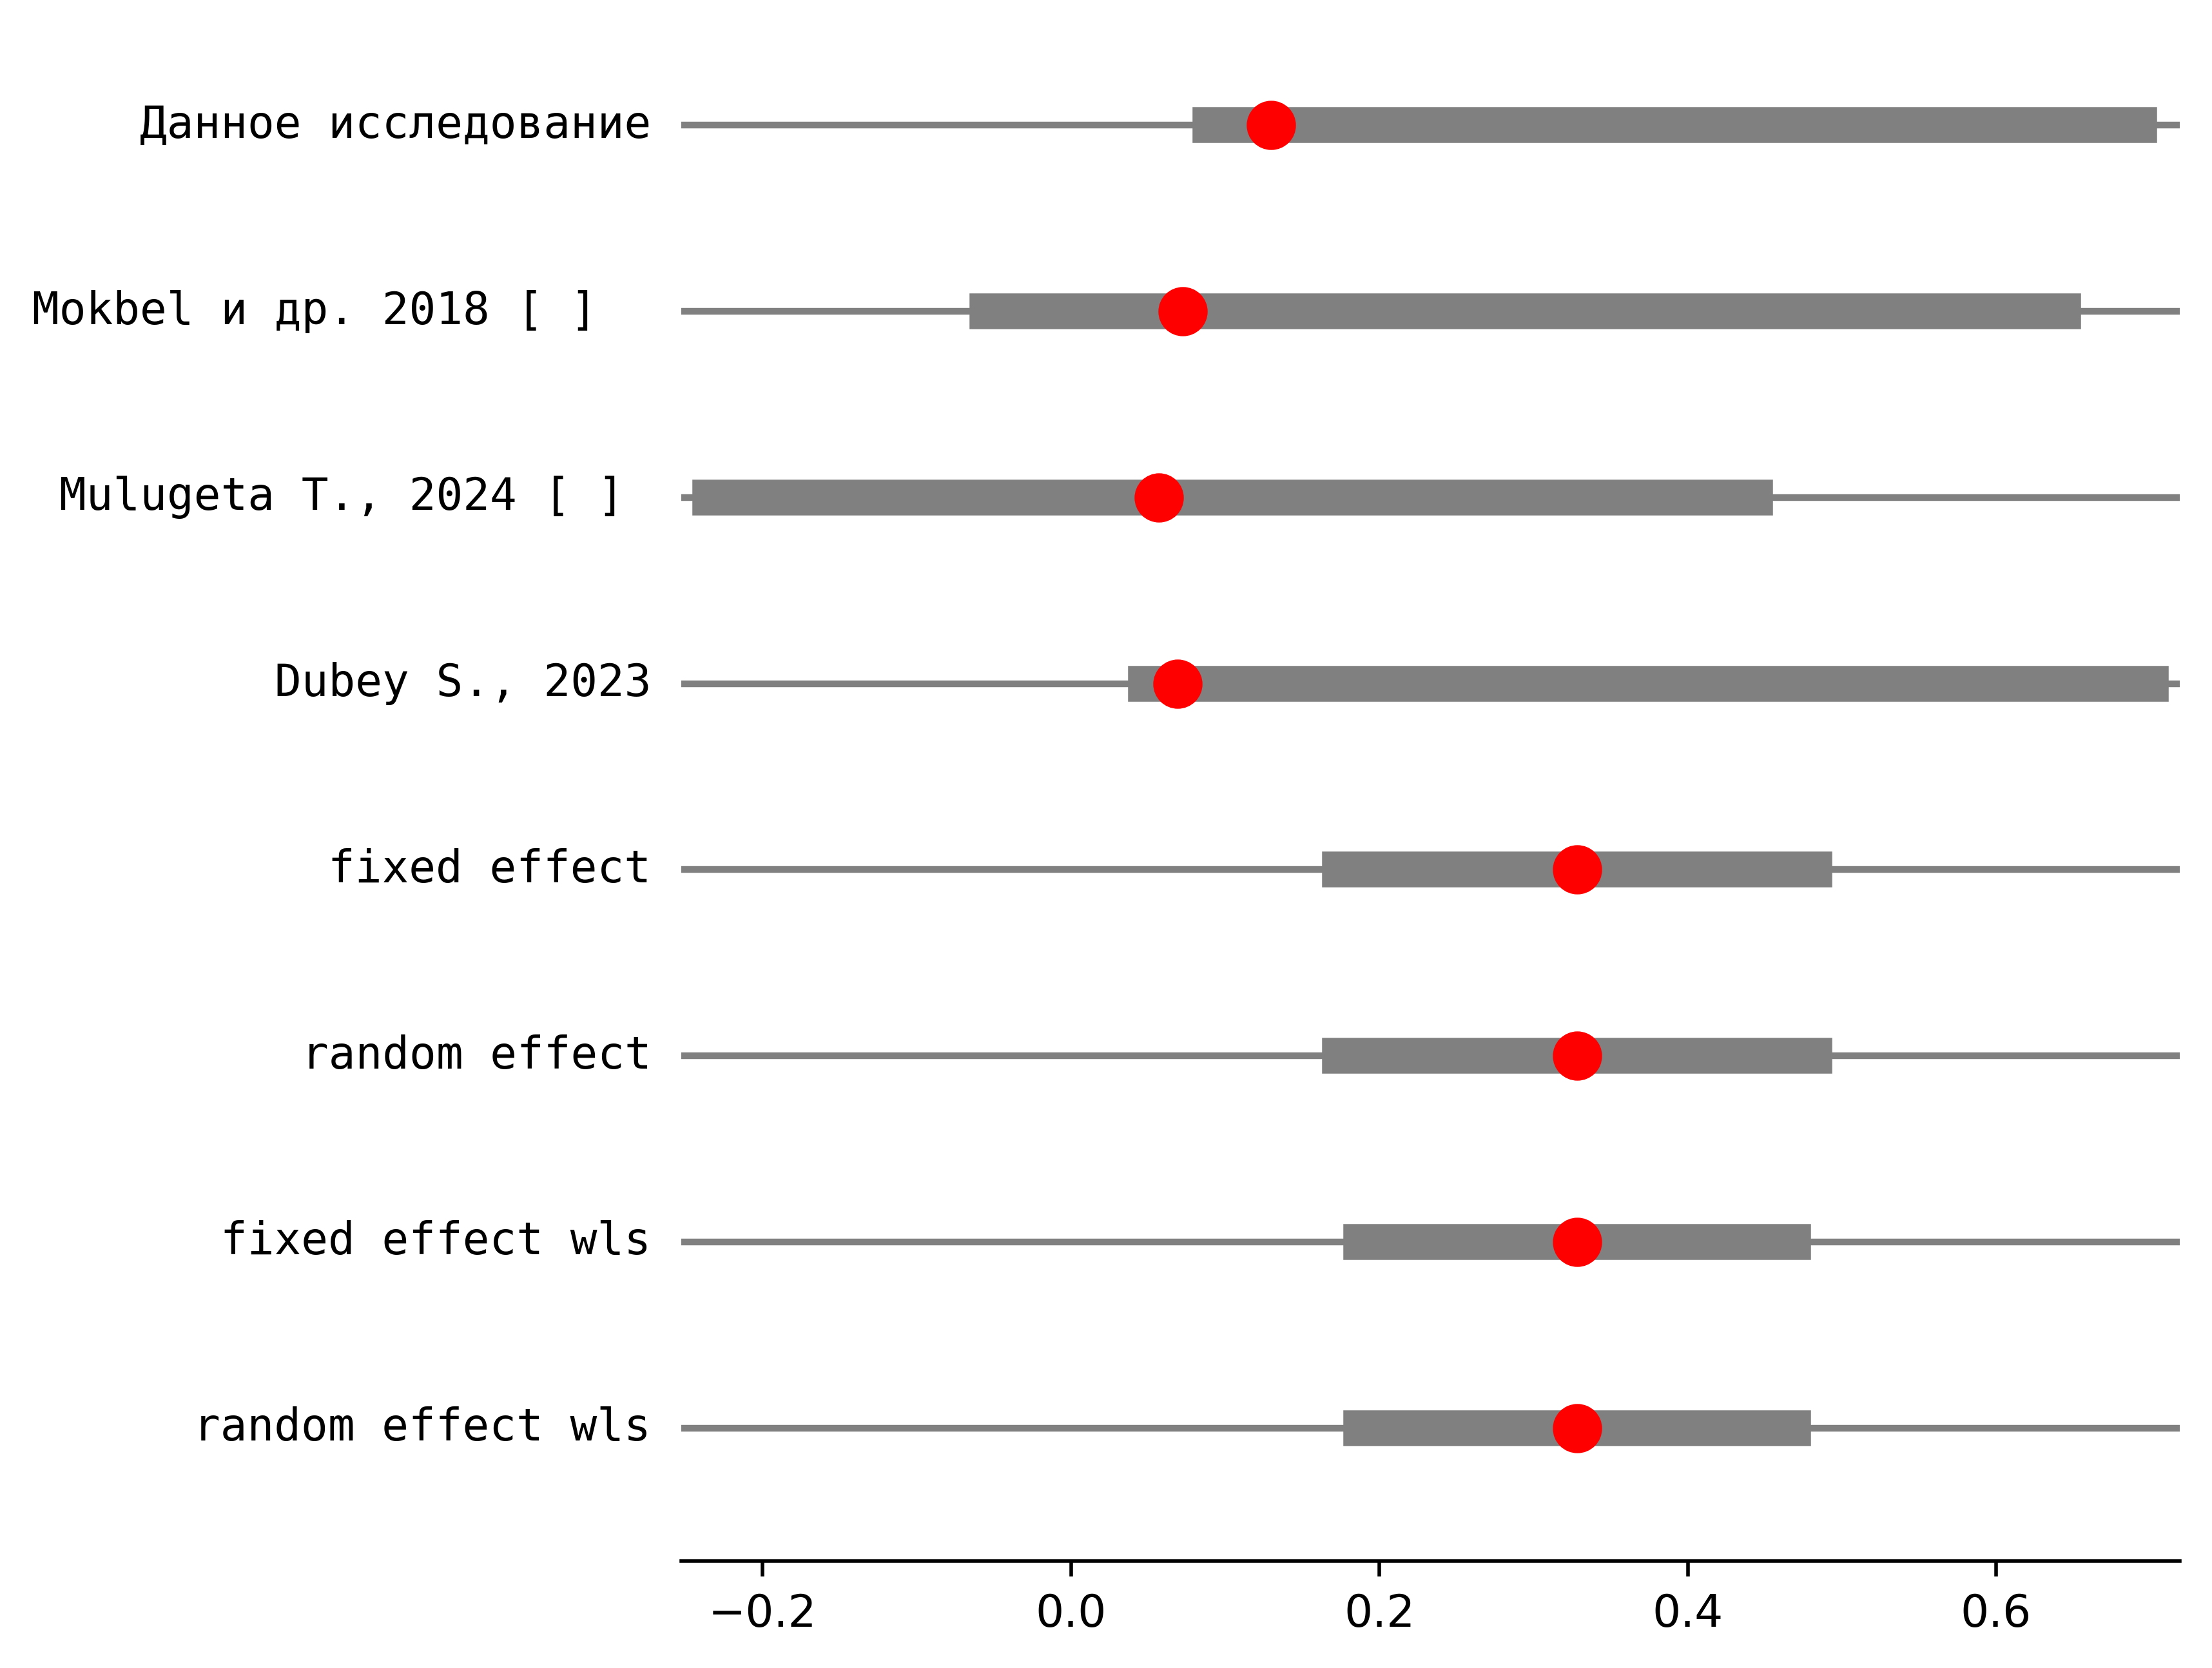 Данное исследование
Mokbel и др. 2018 [ ]
Mulugeta T., 2024 [ ]
Dubey S., 2023
fixed effect
random effect
fixed effect wls
random effect wls
−0.2 0.0 0.2 0.4 0.6